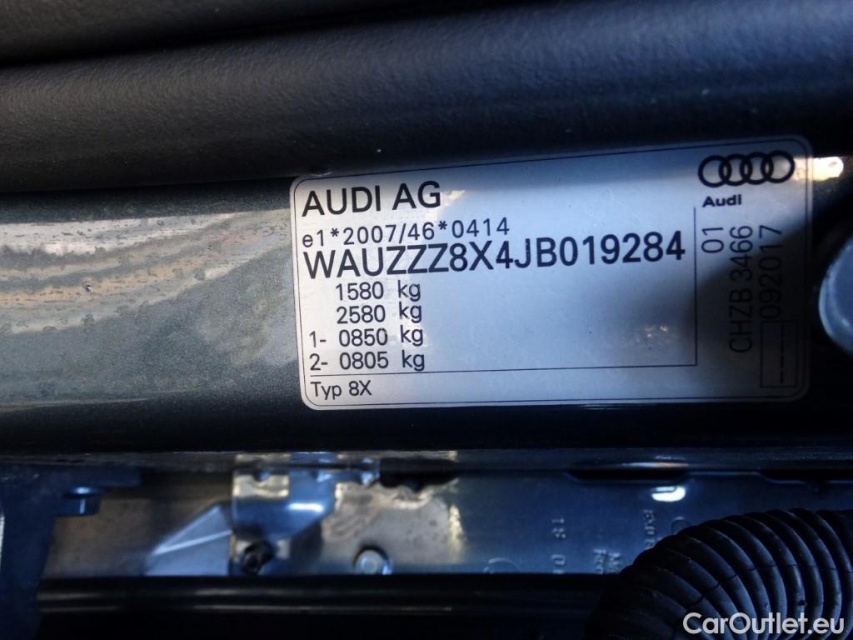 AUDI AG
Audi
e1*2007/46*0414
WAUZZZ8X4JB019284
1580 kg
2580 kg
1- 0850 kg
2- 0805 kg
Typ 8X
01
CHZB 3466
092017
CarOutlet.eu